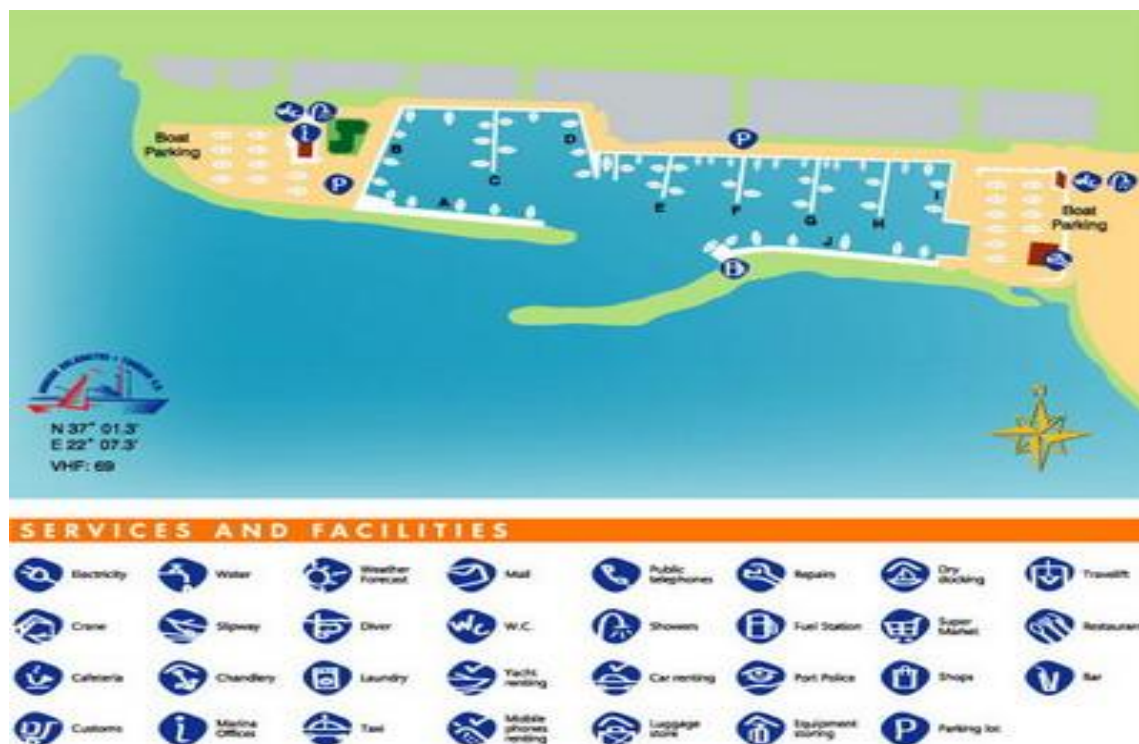 Boat
Parking
B
D
C
A
P
P
E
F
G
H
I
J
Boat
Parking
N 37° 01.3'
E 22° 07.3'
VHF: 69
SERVICES AND FACILITIES
Electricity
Water
Weather
Forecast
Mail
Public
telephones
Repairs
Dry
docking
Travelift
Crane
Slipway
Diver
WC
W.C.
Showers
Fuel Station
Super
Market
Restaurant
Cafeteria
Chandlery
Laundry
Yacht
renting
Car renting
Port Police
Shops
Bar
Customs
i
Marina
Offices
Taxi
Mobile
phones
renting
Luggage
store
Equipment
storing
P
Parking lot